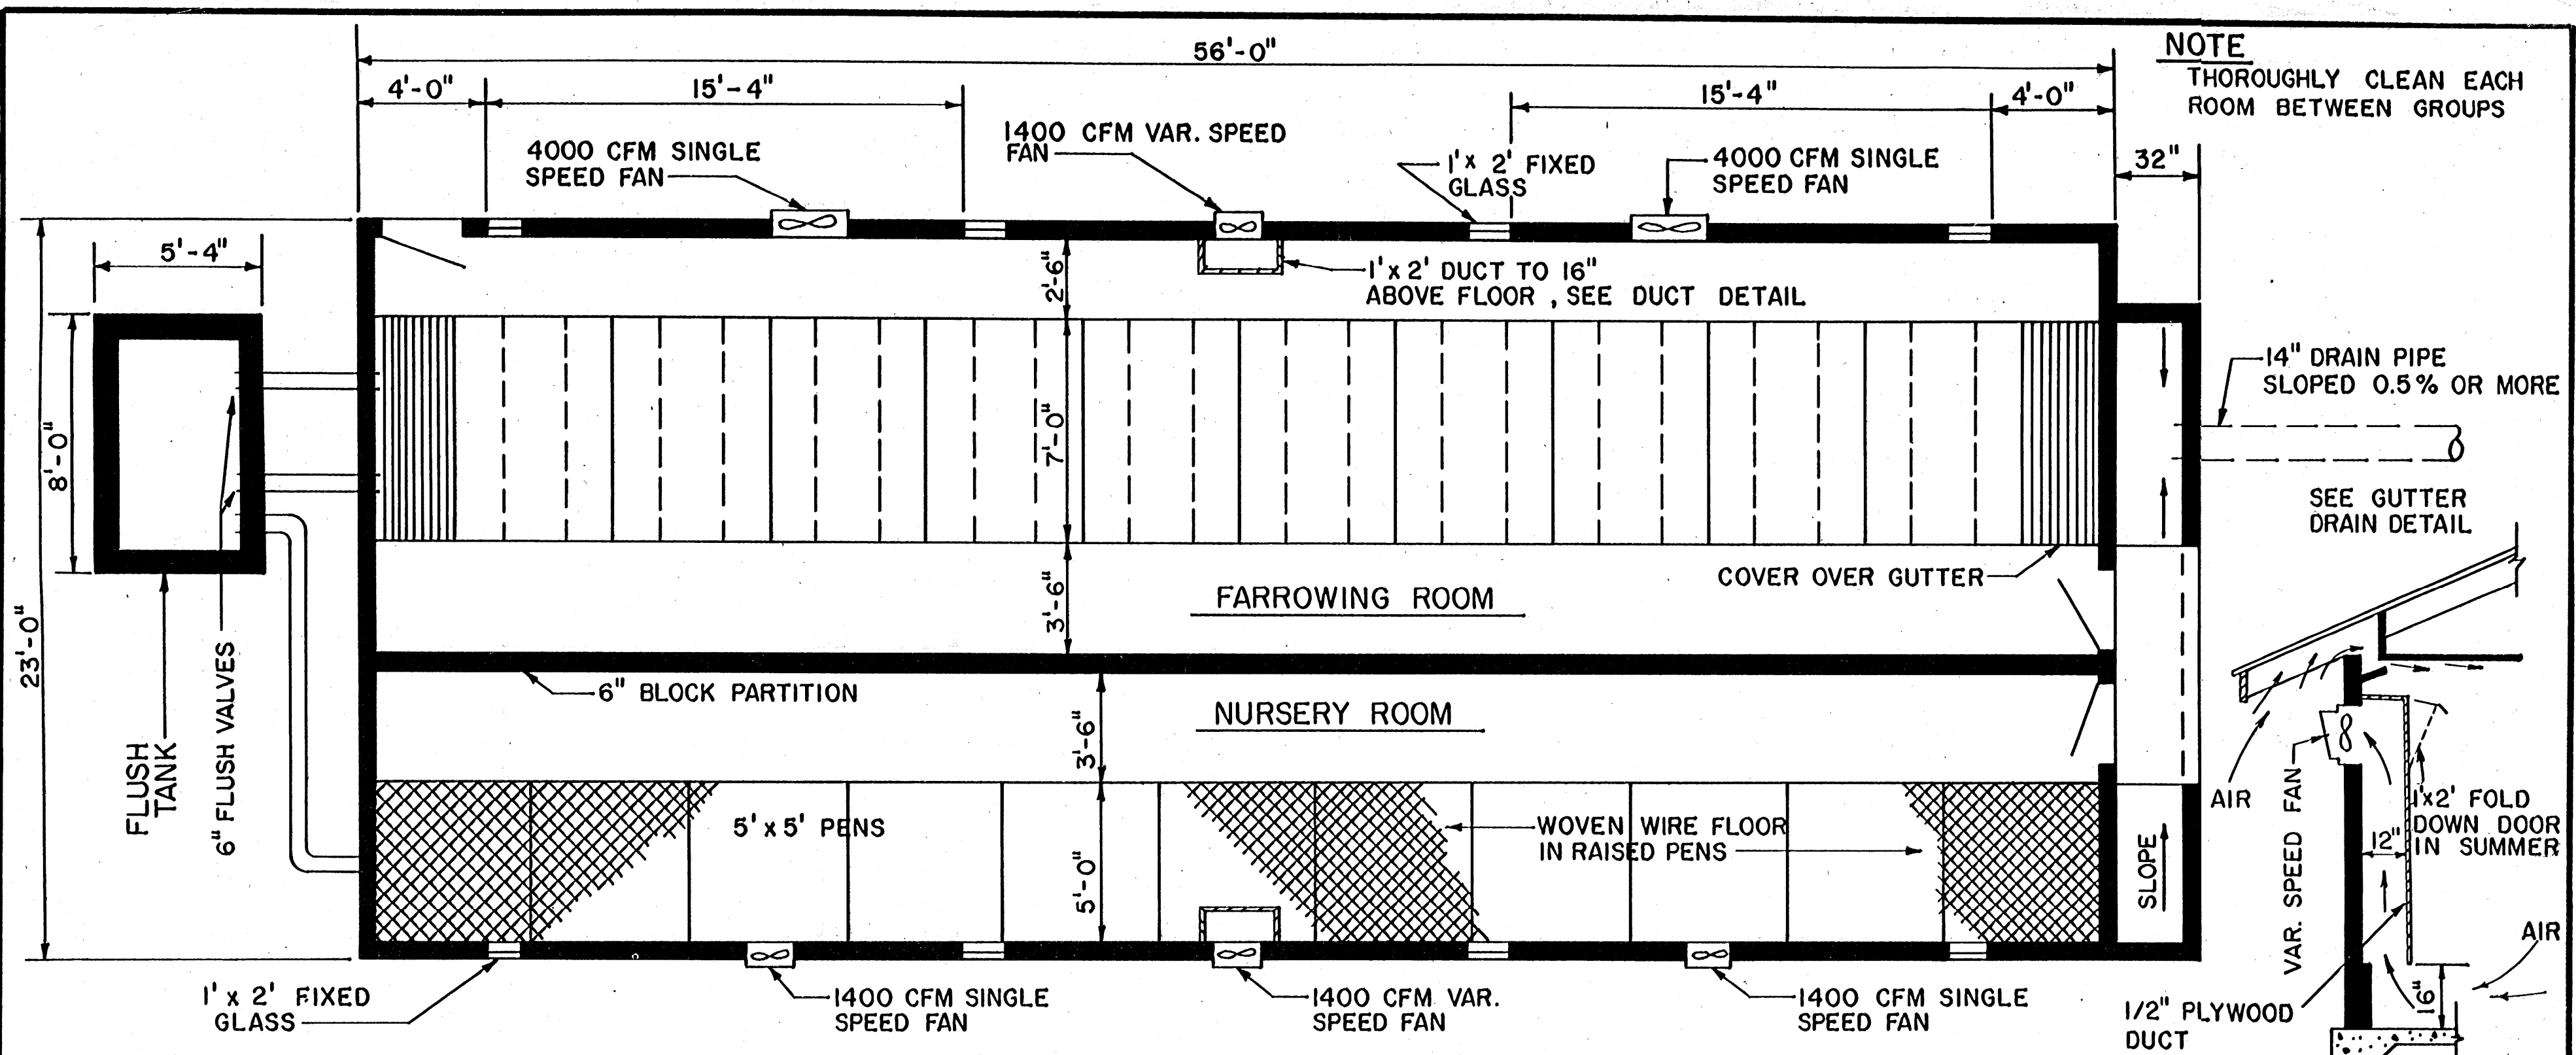 56'-0"
NOTE
THOROUGHLY CLEAN EACH
ROOM BETWEEN GROUPS
4'-0"
15'-4"
15'-4"
4'-0"
4000 CFM SINGLE
SPEED FAN
1400 CFM VAR. SPEED
FAN
1' x 2' FIXED
GLASS
4000 CFM SINGLE
SPEED FAN
32"
5'-4"
2'-6"
1' x 2' DUCT TO 16"
ABOVE FLOOR, SEE DUCT DETAIL
14" DRAIN PIPE
SLOPED 0.5% OR MORE
8'-0"
7'-0"
SEE GUTTER
DRAIN DETAIL
23'-0"
3'-6"
FARROWING ROOM
COVER OVER GUTTER
FLUSH
TANK
6" FLUSH VALVES
6" BLOCK PARTITION
3'-6"
NURSERY ROOM
5' x 5' PENS
5'-0"
WOVEN WIRE FLOOR
IN RAISED PENS
SLOPE
AIR
VAR. SPEED FAN
1'x2' FOLD
DOWN DOOR
IN SUMMER
12"
AIR
16"
1/2" PLYWOOD
DUCT
1' x 2' FIXED
GLASS
1400 CFM SINGLE
SPEED FAN
1400 CFM VAR.
SPEED FAN
1400 CFM SINGLE
SPEED FAN